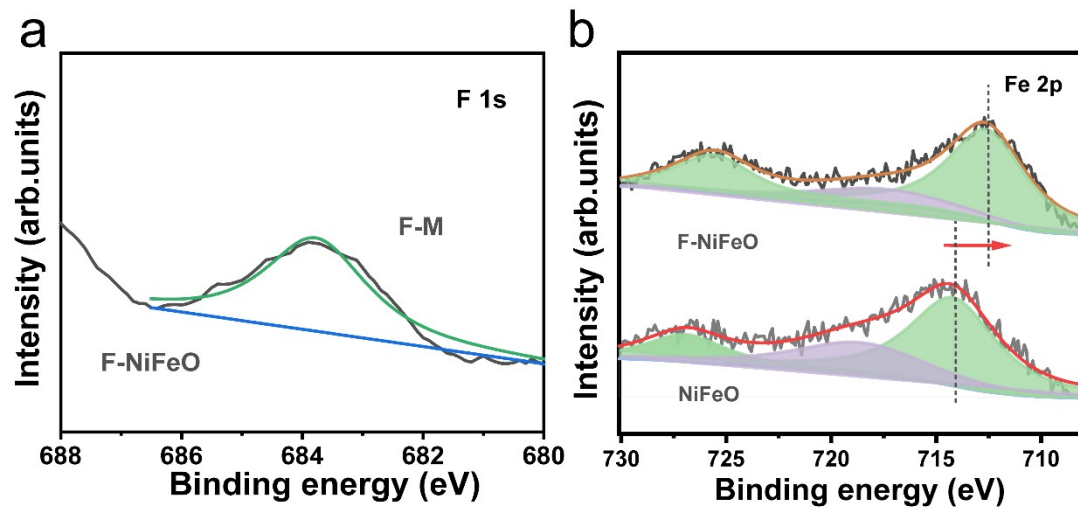 a
F 1s
F-M
F-NiFeO
Intensity (arb.units)
688 686 684 682 680
Binding energy (eV)
b
Fe 2p
F-NiFeO
NiFeO
Intensity (arb.units)
730 725 720 715 710
Binding energy (eV)